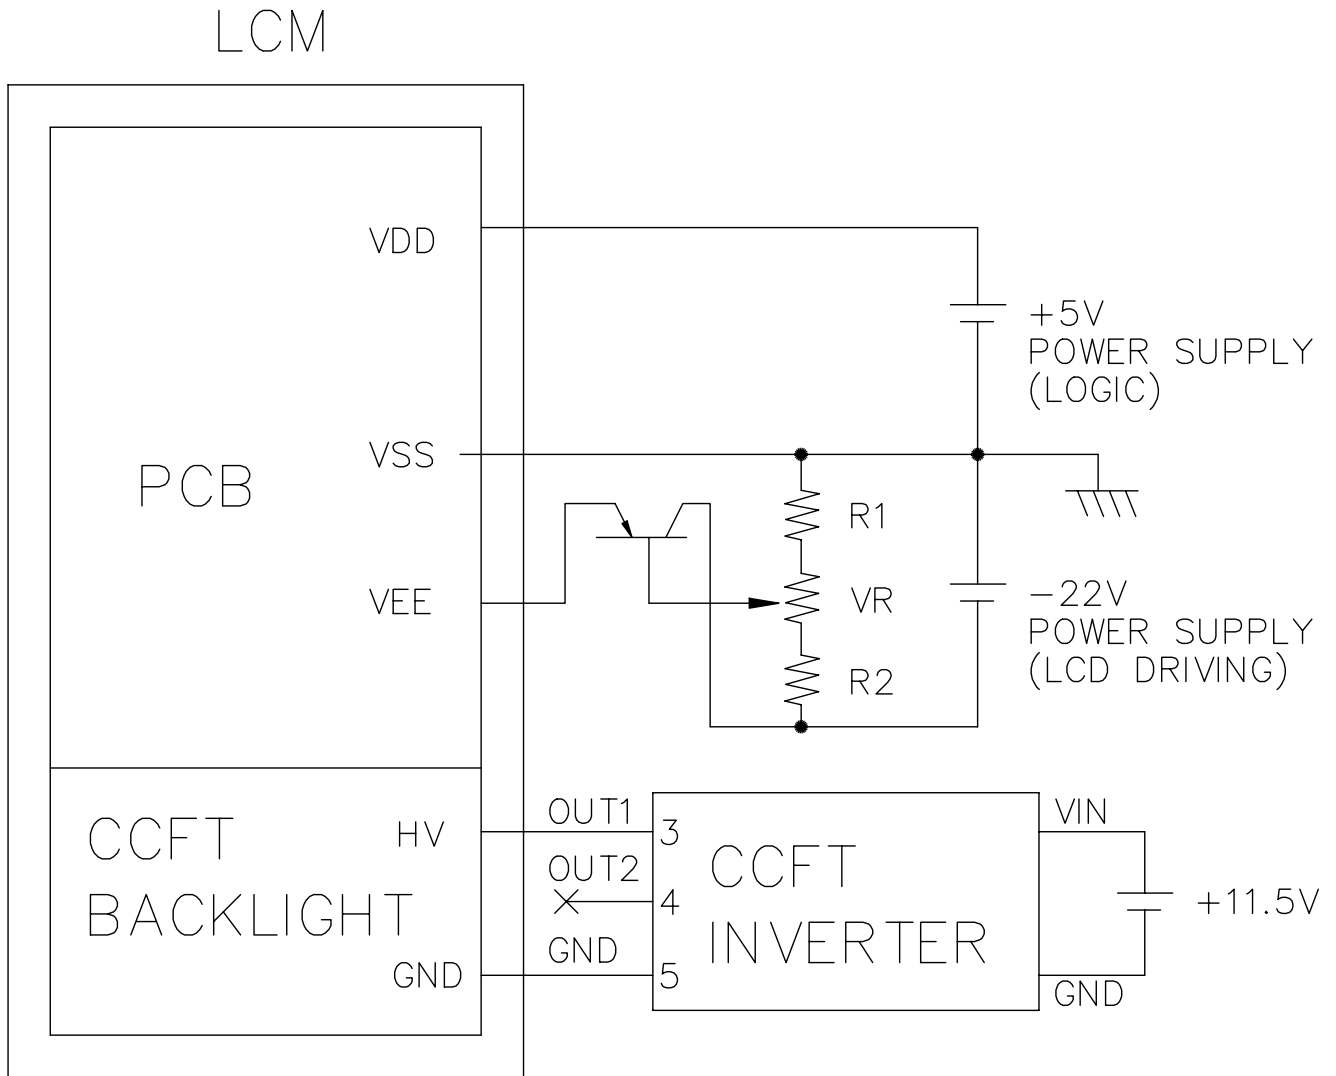 LCM
VDD
+5V
POWER SUPPLY
(LOGIC)
VSS
PCB
R1
VEE
VR
-22V
POWER SUPPLY
(LCD DRIVING)
R2
CCFT
BACKLIGHT
HV
GND
OUT1
OUT2
GND
3
4
5
CCFT
INVERTER
VIN
+11.5V
GND